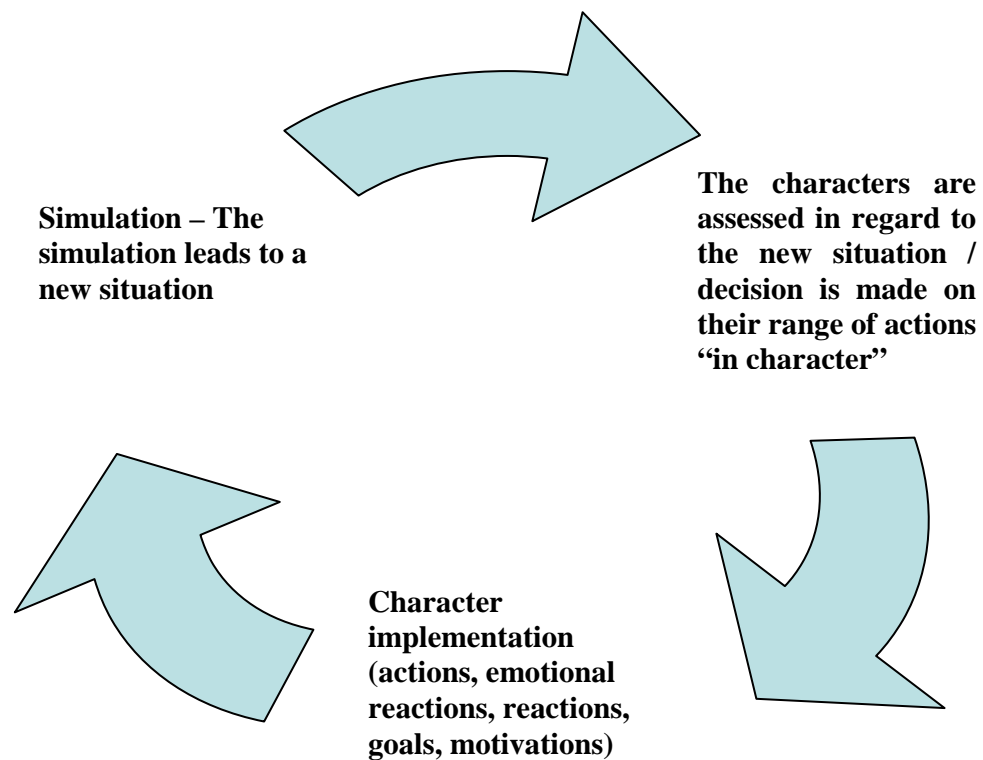 Simulation – The
simulation leads to a
new situation
The characters are
assessed in regard to
the new situation /
decision is made on
their range of actions
“in character”
Character
implementation
(actions, emotional
reactions, reactions,
goals, motivations)